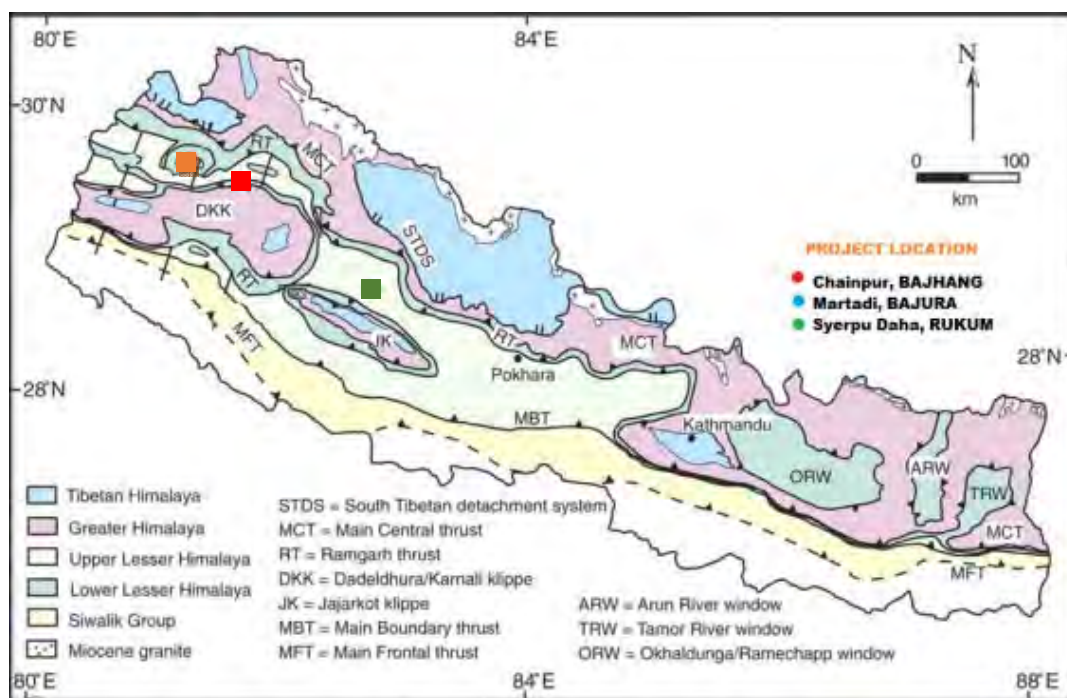 80°E
84°E
N
30°N
RT
MCT
0 100
km
DKK
STDS
PROJECT LOCATION
Chainpur, BAJHANG
Martadi, BAJURA
Syerpu Daha, RUKUM
RT
MFT
JK
RT
MCT
28°N
Pokhara
28°N
MBT
Kathmandu
ORW
ARW
TRW
MCT
MFT
Tibetan Himalaya
Greater Himalaya
Upper Lesser Himalaya
Lower Lesser Himalaya
Siwalik Group
Miocene granite
STDS = South Tibetan detachment system
MCT = Main Central thrust
RT = Ramgarh thrust
DKK = Dadeldhura/Karnali klippe
JK = Jajarkot klippe
MBT = Main Boundary thrust
MFT = Main Frontal thrust
ARW = Arun River window
TRW = Tamor River window
ORW = Okhaldunga/Ramechapp window
80°E
84°E
88°E